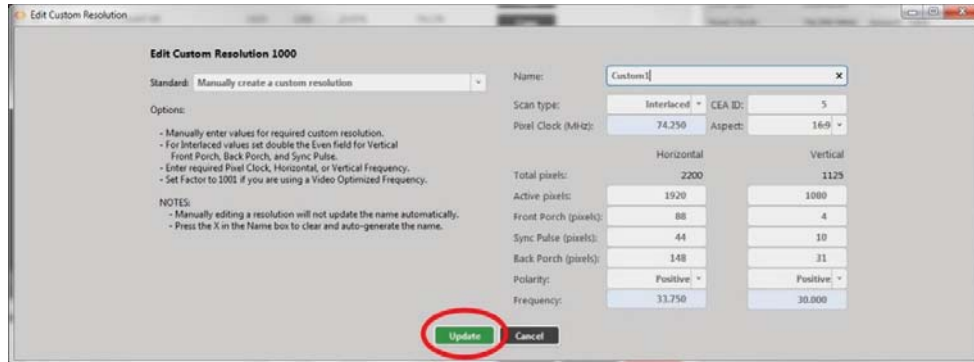 Edit Custom Resolution
Edit Custom Resolution 1000
Standard: Manually create a custom resolution
Options:
- Manually enter values for required custom resolution.
- For Interlaced values set double the Even field for Vertical
Front Porch, Back Porch, and Sync Pulse.
- Enter required Pixel Clock, Horizontal, or Vertical Frequency.
- Set Factor to 1001 if you are using a Video Optimized Frequency.
NOTES:
- Manually editing a resolution will not update the name automatically.
- Press the X in the Name box to clear and auto-generate the name.
Name: Custom1
Scan type: Interlaced CEA ID: 5
Pixel Clock (MHz): 74.250 Aspect: 16:9
Horizontal Vertical
Total pixels: 2200 1125
Active pixels: 1920 1080
Front Porch (pixels): 88 4
Sync Pulse (pixels): 44 10
Back Porch (pixels): 148 31
Polarity: Positive Positive
Frequency: 33.750 30.000
Update Cancel